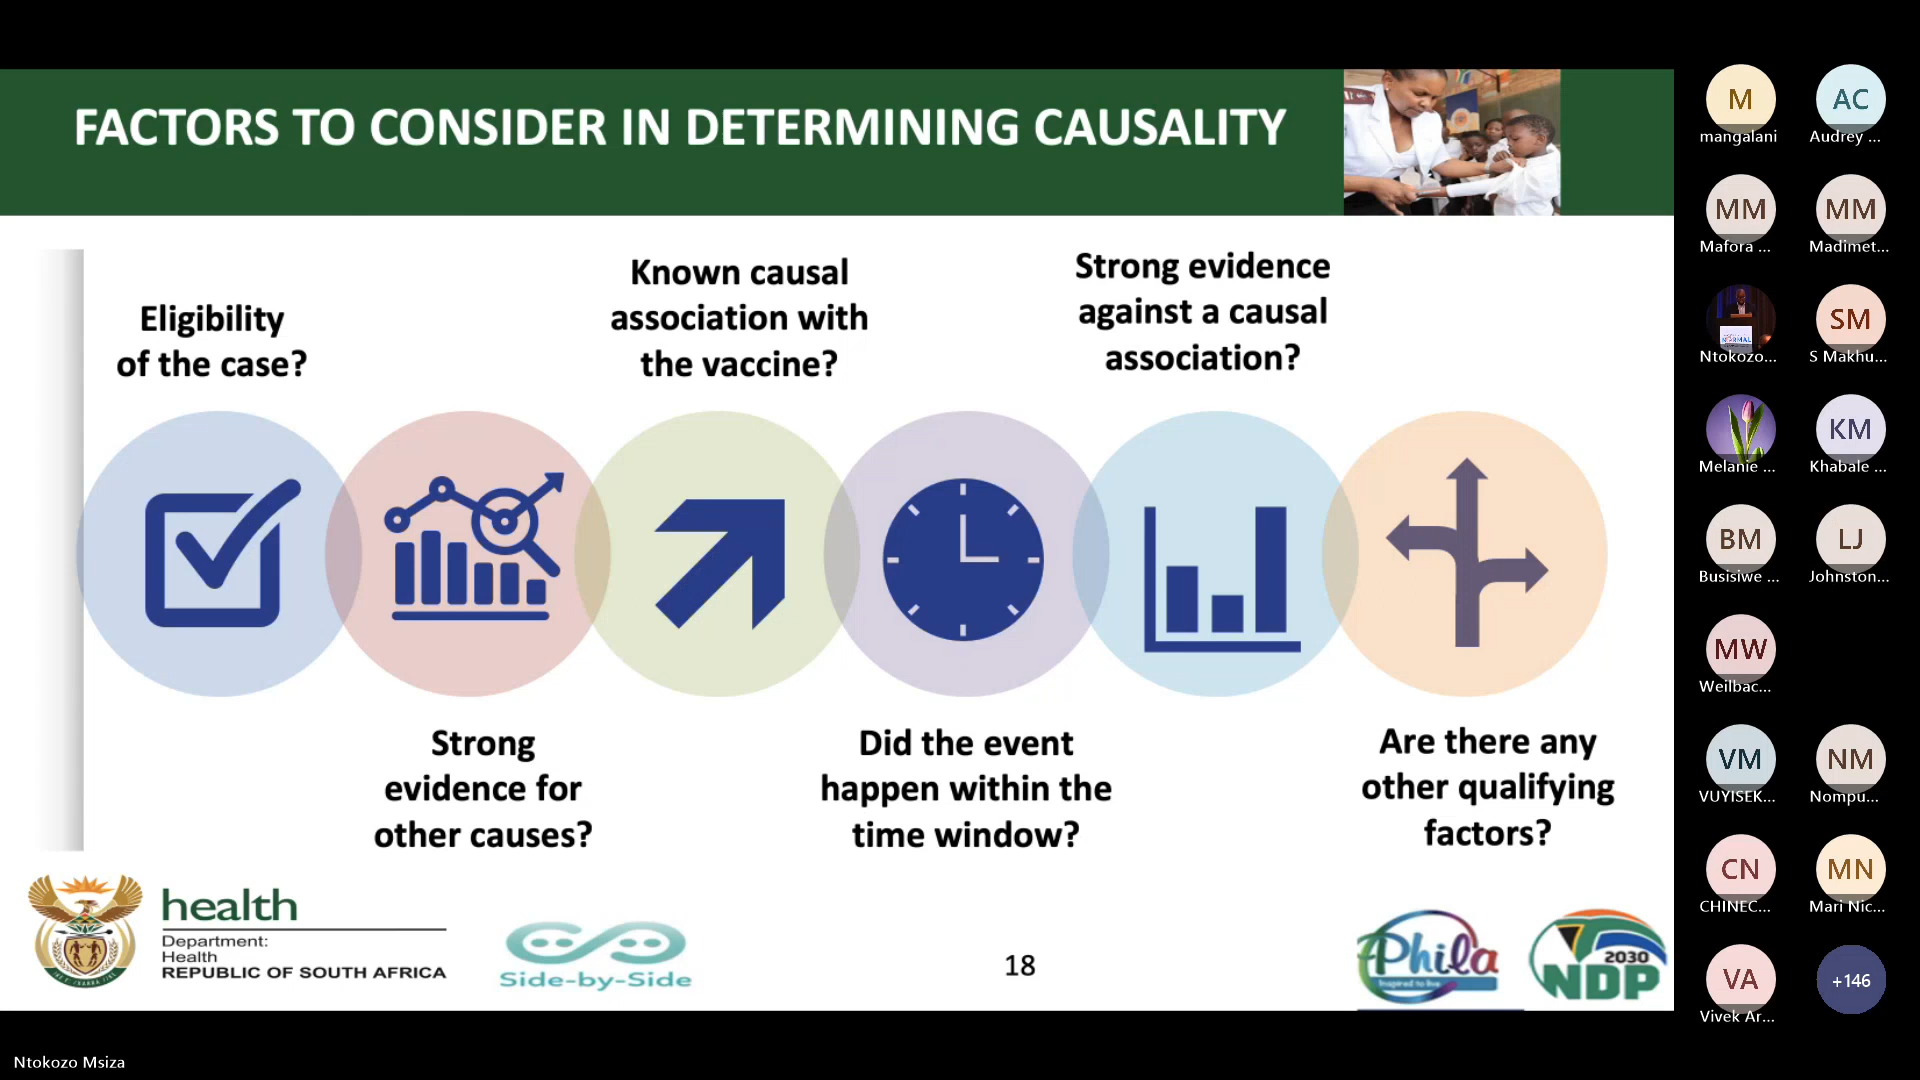 FACTORS TO CONSIDER IN DETERMINING CAUSALITY
Eligibility
of the case?
Strong
evidence for
other causes?
Known causal
association with
the vaccine?
Did the event
happen within the
time window?
Strong evidence
against a causal
association?
Are there any
other qualifying
factors?
health
Department:
Health
REPUBLIC OF SOUTH AFRICA
Side-by-Side
18
Phila
Inspired to live
2030
NDP
Ntokozo Msiza
M
mangalani
AC
Audrey ...
MM
Mafora ...
MM
Madimet...
Ntokozo...
SM
S Makhu...
Melanie ...
KM
Khabale ...
BM
Busisiwe ...
LJ
Johnston...
MW
Weilbac...
VM
VUYISEK...
NM
Nompu...
CN
CHINEC...
MN
Mari Nic...
VA
Vivek Ar...
+146